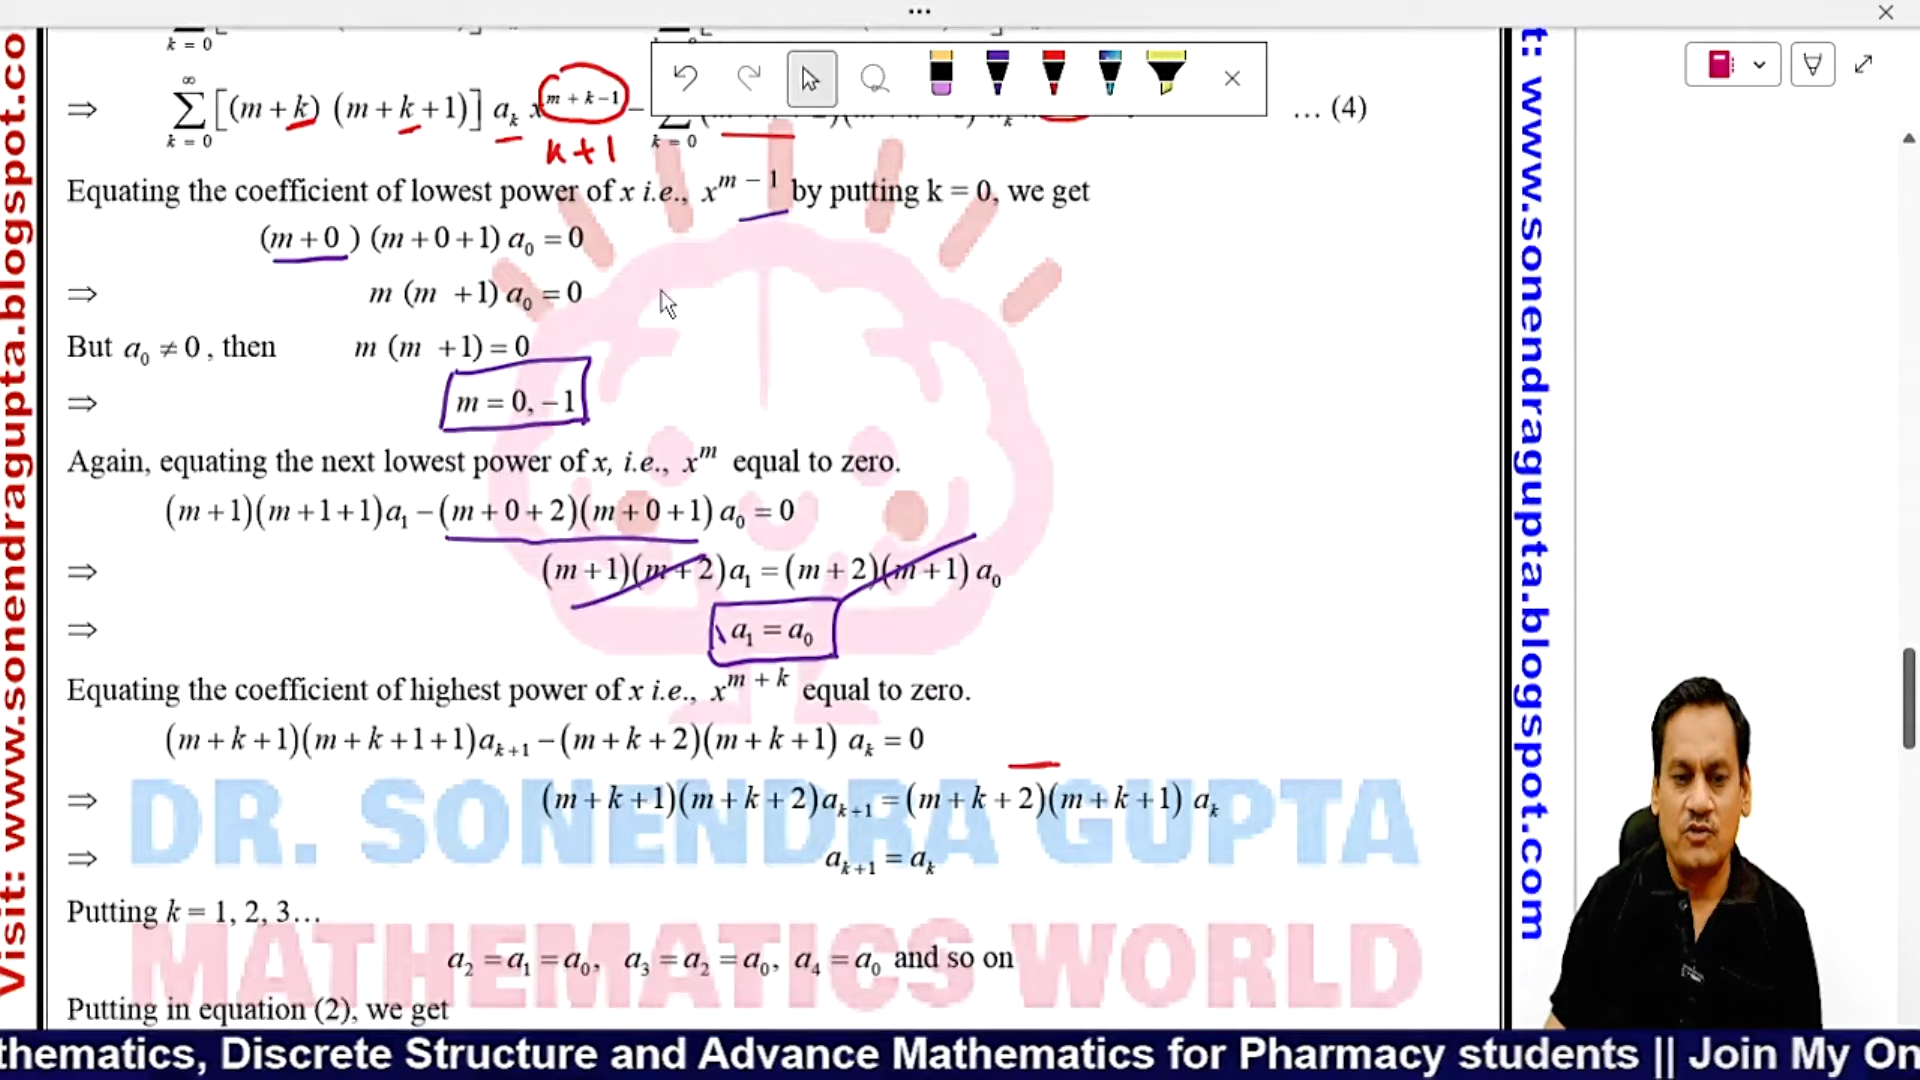 k = 0
⇒ ∞ ∑ k = 0 [(m + k) (m + k + 1)] a_k x^{m + k − 1} − k = 0 … (4)
k + 1
Equating the coefficient of lowest power of x i.e., x^{m − 1} by putting k = 0, we get
(m + 0 ) (m + 0 + 1) a_0 = 0
⇒ m (m + 1) a_0 = 0
But a_0 ≠ 0 , then m (m + 1) = 0
⇒ m = 0, − 1
Again, equating the next lowest power of x, i.e., x^m equal to zero.
(m + 1)(m + 1 + 1)a_1 − (m + 0 + 2)(m + 0 + 1) a_0 = 0
⇒ (m + 1)(m + 2)a_1 = (m + 2)(m + 1) a_0
⇒ a_1 = a_0
Equating the coefficient of highest power of x i.e., x^{m + k} equal to zero.
(m + k + 1)(m + k + 1 + 1)a_{k+1} − (m + k + 2)(m + k + 1) a_k = 0
⇒ (m + k + 1)(m + k + 2)a_{k+1} = (m + k + 2)(m + k + 1) a_k
⇒ a_{k+1} = a_k
Putting k = 1, 2, 3…
a_2 = a_1 = a_0, a_3 = a_2 = a_0, a_4 = a_0 and so on
Putting in equation (2), we get
DR. SONENDRA GUPTA
MATHEMATICS WORLD
Visit: www.sonendragupta.blogspot.co
t: www.sonendragupta.blogspot.com
thematics, Discrete Structure and Advance Mathematics for Pharmacy students || Join My On